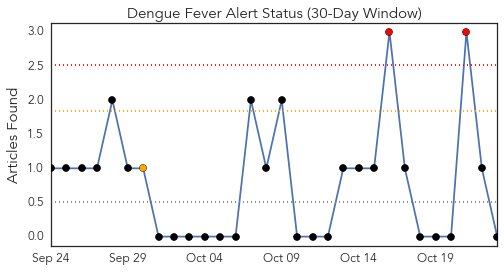 Dengue Fever Alert Status (30-Day Window)
Articles Found
3.0
2.5
2.0
1.5
1.0
0.5
0.0
Sep 24 Sep 29 Oct 04 Oct 09 Oct 14 Oct 19